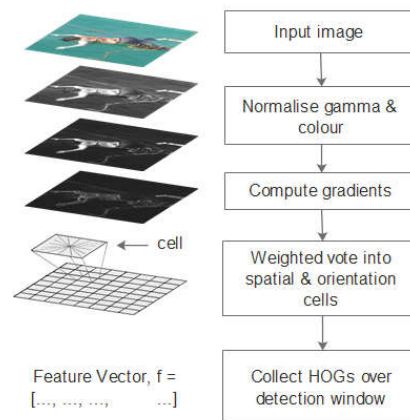 Input image
Normalise gamma &
colour
Compute gradients
cell
Weighted vote into
spatial & orientation
cells
Feature Vector, f =
[..., ..., ..., ...]
Collect HOGs over
detection window